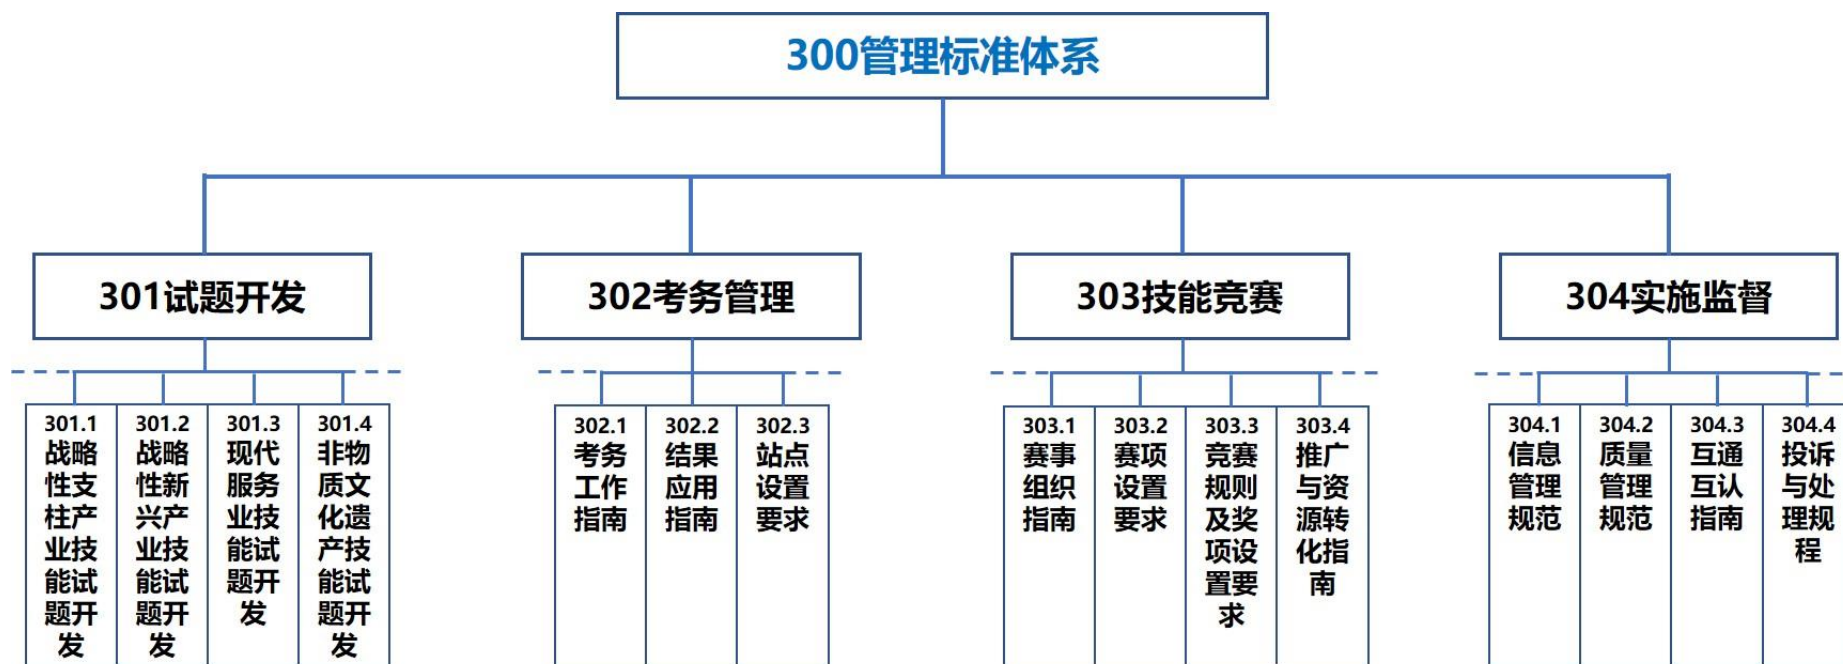 300管理标准体系
301试题开发
302考务管理
303技能竞赛
304实施监督
301.1
战略
性支
柱产
业技
能试
题开
发
301.2
战略
性新
兴产
业技
能试
题开
发
301.3
现代
服务
业技
能试
题开
发
301.4
非物
质文
化遗
产技
能试
题开
发
302.1
考务
工作
指南
302.2
结果
应用
指南
302.3
站点
设置
要求
303.1
赛事
组织
指南
303.2
赛项
设置
要求
303.3
竞赛
规则
及奖
项设
置要
求
303.4
推广
与资
源转
化指
南
304.1
信息
管理
规范
304.2
质量
管理
规范
304.3
互通
互认
指南
304.4
投诉
与处
理规
程